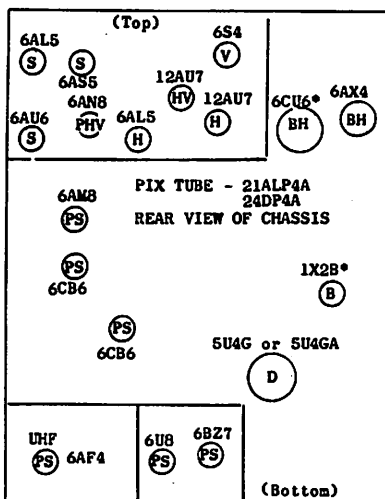 (Top)
6AL5
S
S
6AS5
6S4
V
12AU7
HV
12AU7
H
6AN8
PHV
6AL5
H
6AU6
S
6CU6*
BH
6AX4
BH
PIX TUBE - 21ALP4A
24DP4A
REAR VIEW OF CHASSIS
6AM8
PS
PS
6CB6
PS
6CB6
1X2B*
B
5U4G or 5U4GA
D
UHF
PS
6AF4
6U8
PS
6BZ7
PS
(Bottom)